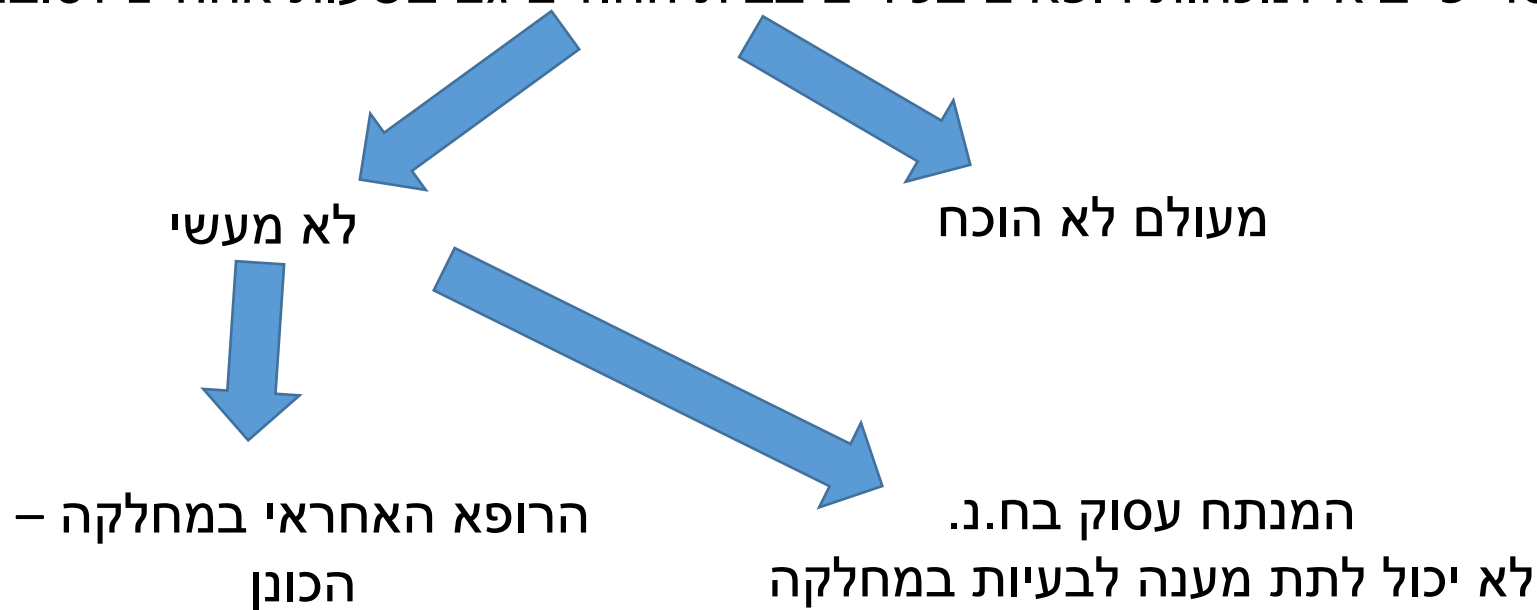 מעולם לא הוכח
לא מעשי
הרופא האחראי במחלקה –
הכונן
המנתח עסוק בח.נ.
לא יכול לתת מענה לבעיות במחלקה